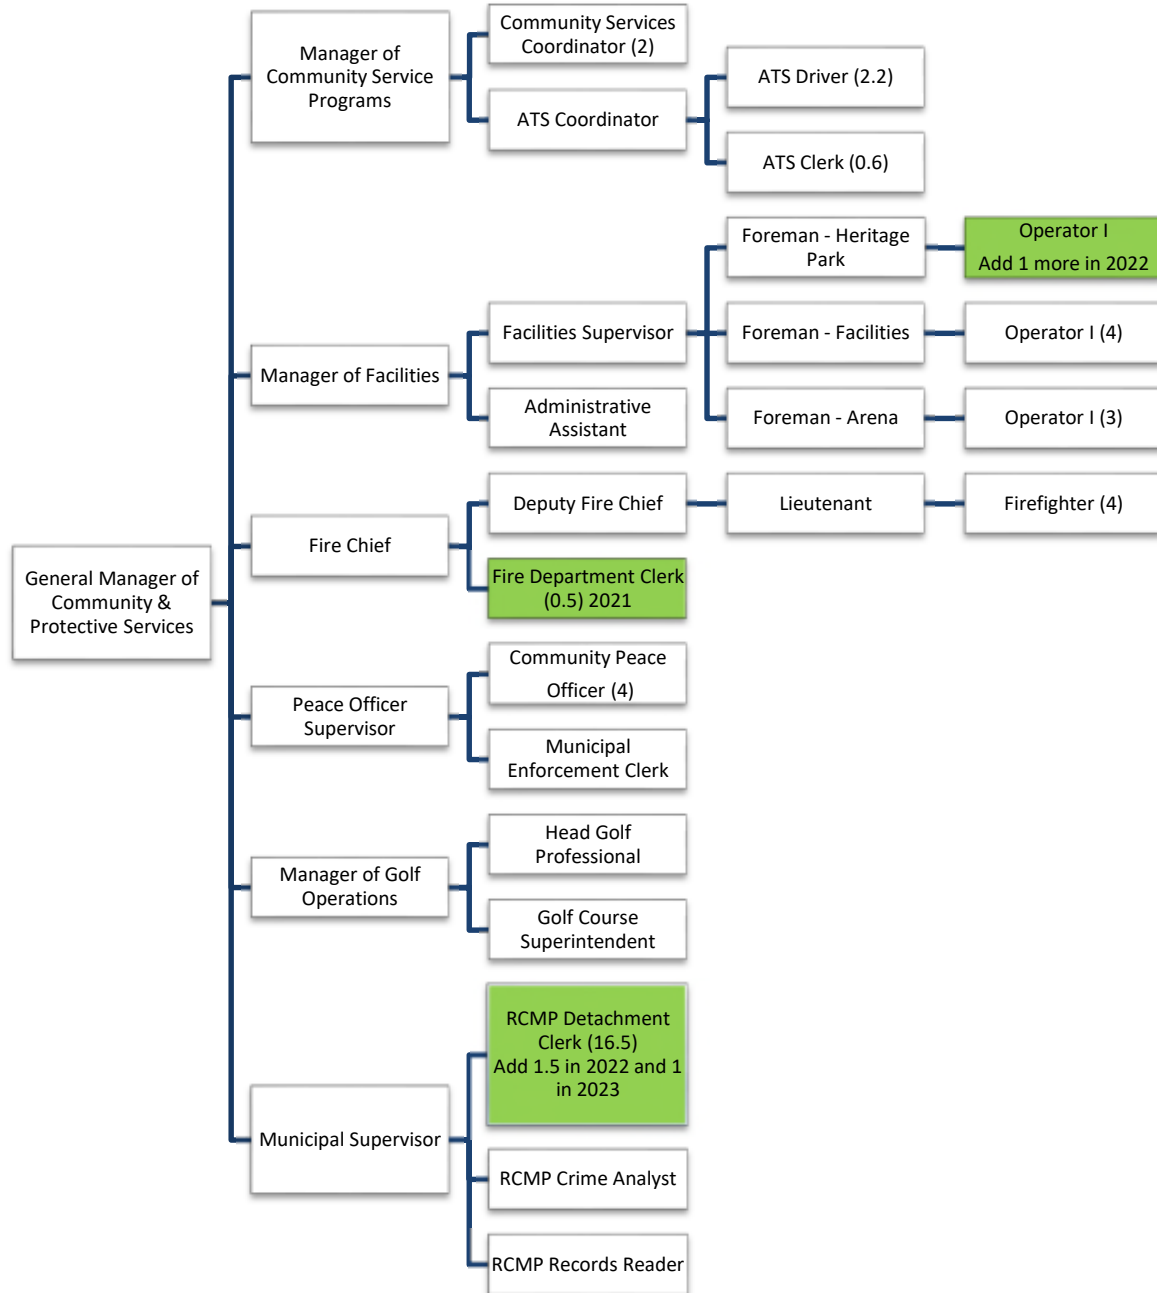 Community Services
Coordinator (2)
Manager of
Community Service
Programs
ATS Driver (2.2)
ATS Coordinator
ATS Clerk (0.6)
Foreman - Heritage
Park
Operator I
Add 1 more in 2022
Facilities Supervisor
Foreman - Facilities
Operator I (4)
Manager of Facilities
Administrative
Assistant
Foreman - Arena
Operator I (3)
Deputy Fire Chief
Lieutenant
Firefighter (4)
Fire Chief
Fire Department Clerk
(0.5) 2021
General Manager of
Community &
Protective Services
Community Peace
Officer (4)
Peace Officer
Supervisor
Municipal
Enforcement Clerk
Head Golf
Professional
Manager of Golf
Operations
Golf Course
Superintendent
RCMP Detachment
Clerk (16.5)
Add 1.5 in 2022 and 1
in 2023
Municipal Supervisor
RCMP Crime Analyst
RCMP Records Reader